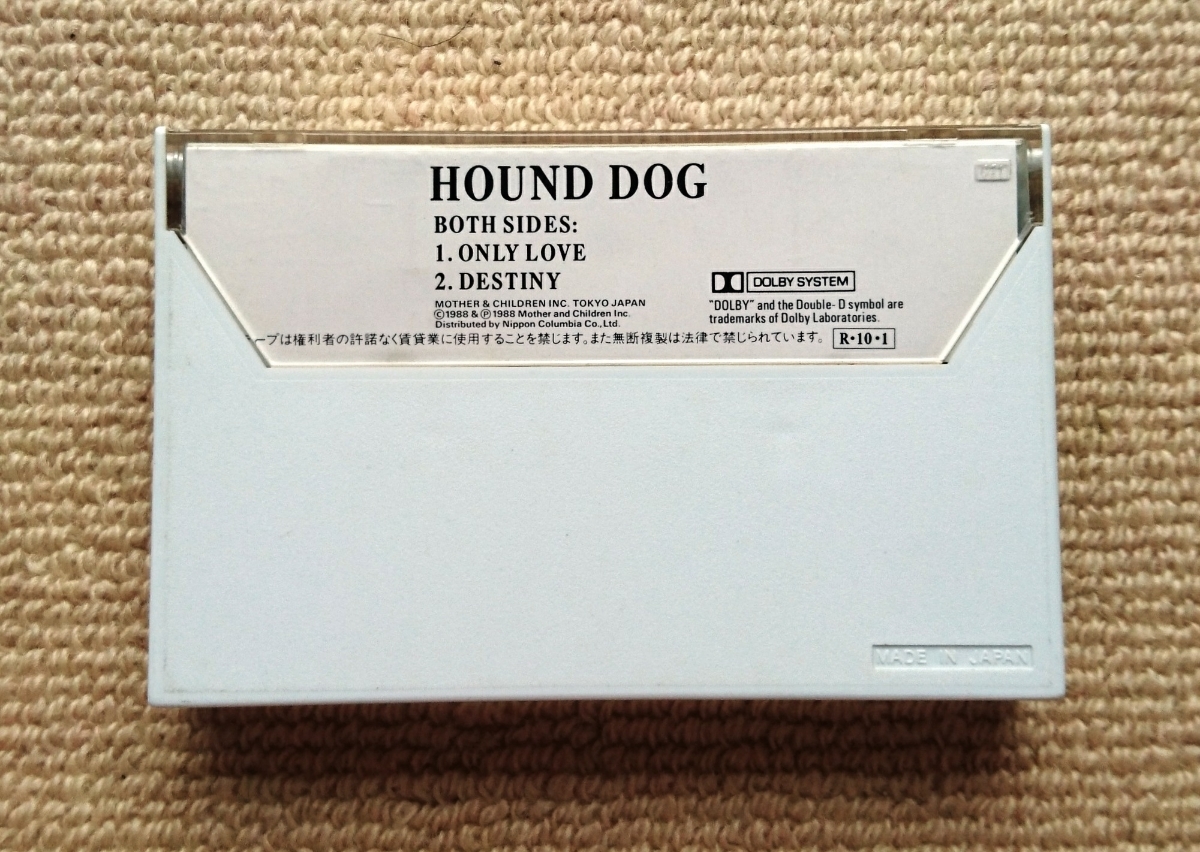 HOUND DOG
BOTH SIDES:
1. ONLY LOVE
2. DESTINY
MOTHER & CHILDREN INC. TOKYO JAPAN
©1988 & Ⓟ1988 Mother and Children Inc.
Distributed by Nippon Columbia Co., Ltd.
DOLBY SYSTEM
"DOLBY" and the Double-D symbol are
trademarks of Dolby Laboratories.
ープは権利者の許諾なく賃貸業に使用することを禁じます。また無断複製は法律で禁じられています。 R・10・1
MADE IN JAPAN